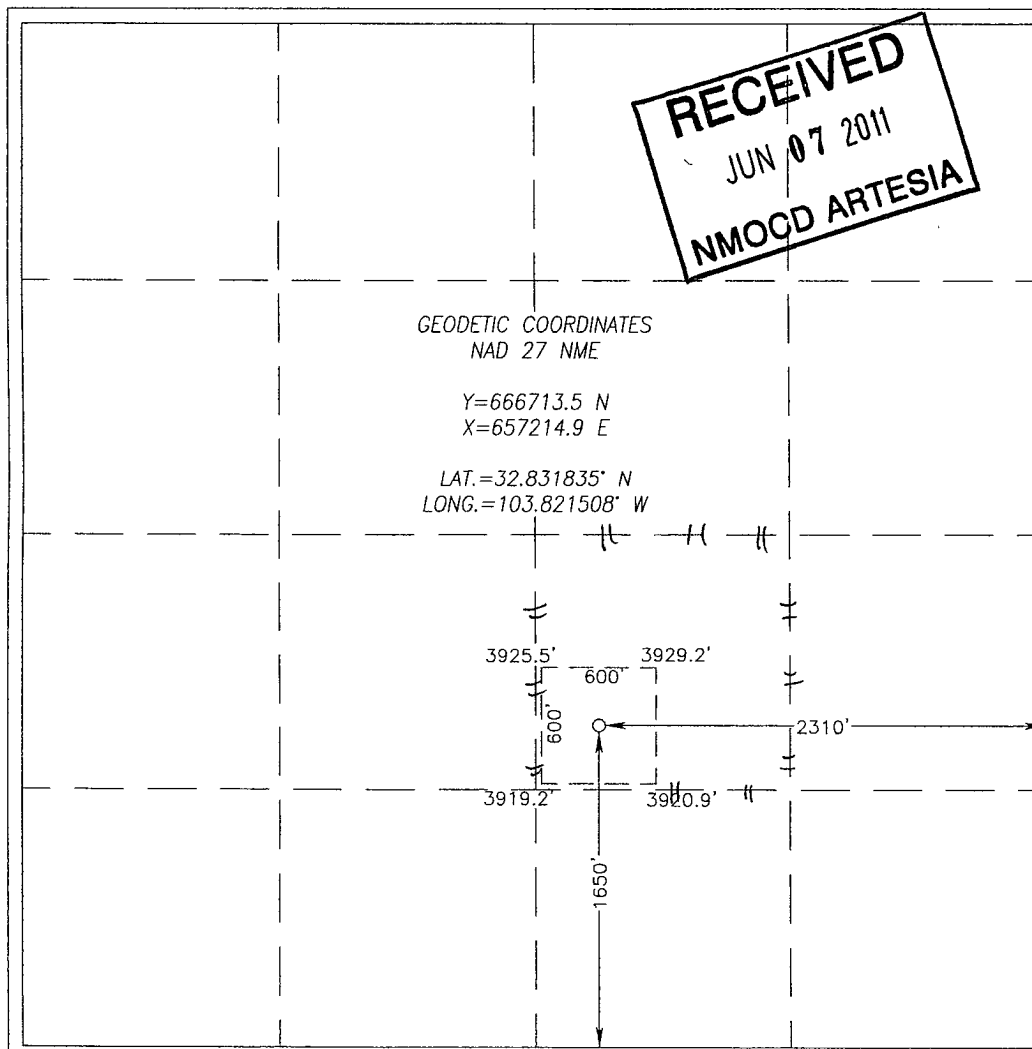 RECEIVED
JUN 07 2011
NMOCD ARTESIA
GEODETIC COORDINATES
NAD 27 NME
Y=666713.5 N
X=657214.9 E
LAT.=32.831835° N
LONG.=103.821508° W
3925.5'
3929.2'
600'
600'
2310'
3919.2'
3920.9'
1650'